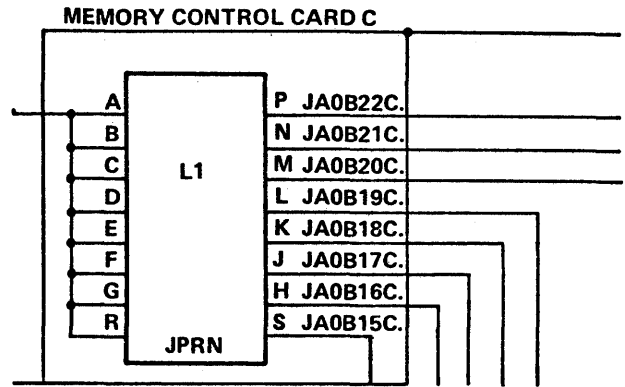 MEMORY CONTROL CARD C
A P JA0B22C.
B N JA0B21C.
C L1 M JA0B20C.
D L JA0B19C.
E K JA0B18C.
F J JA0B17C.
G H JA0B16C.
R S JA0B15C.
JPRN